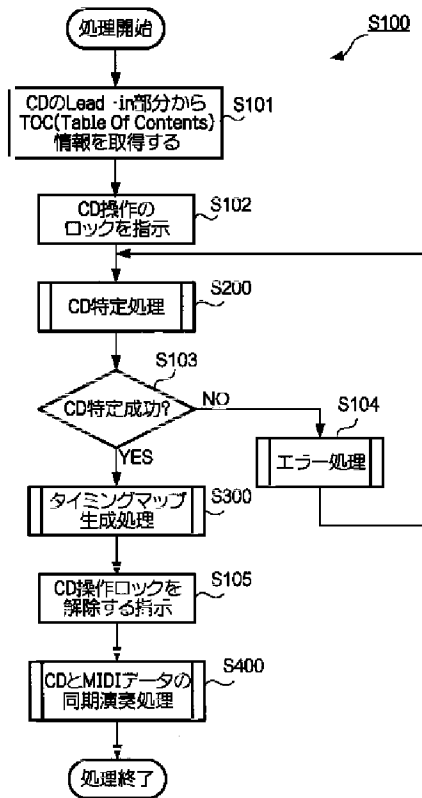 処理開始
S100
CDのLead-in部分から
TOC(Table Of Contents)
情報を取得する
S101
CD操作の
ロックを指示
S102
CD特定処理
S200
S103
CD特定成功?
NO
YES
S104
エラー処理
タイミングマップ
生成処理
S300
CD操作ロックを
解除する指示
S105
CDとMIDIデータの
同期演奏処理
S400
処理終了